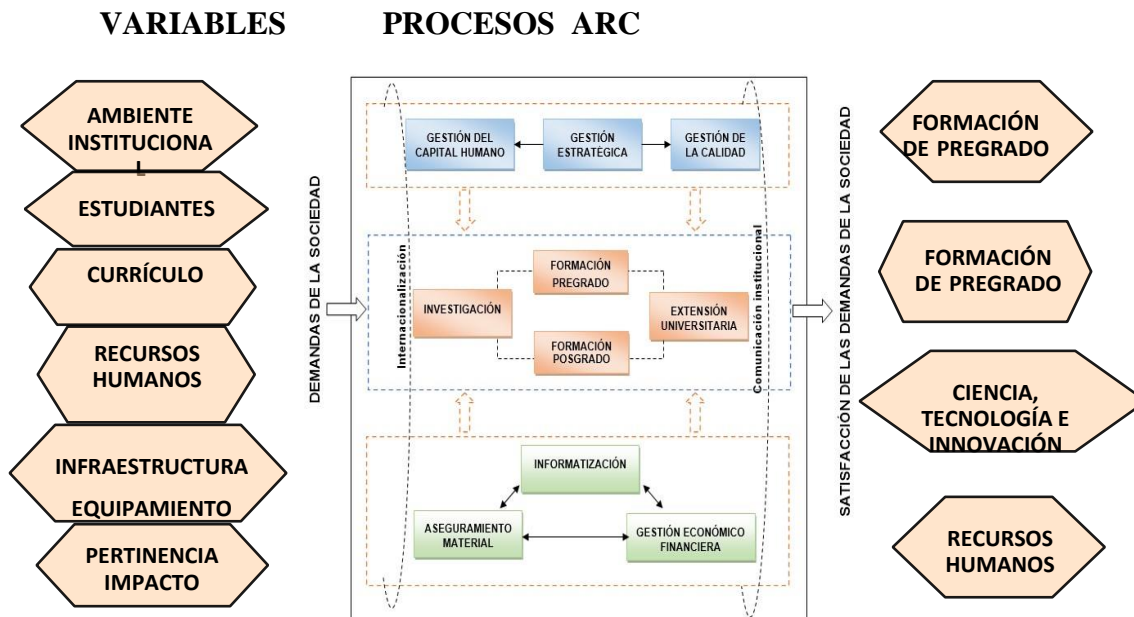 VARIABLES PROCESOS ARC
AMBIENTE
INSTITUCIONA
L
ESTUDIANTES
CURRÍCULO
RECURSOS
HUMANOS
INFRAESTRUCTURA
EQUIPAMIENTO
PERTINENCIA
IMPACTO
DEMANDAS DE LA SOCIEDAD
Internacionalización
GESTIÓN DEL
CAPITAL HUMANO
GESTIÓN
ESTRATÉGICA
GESTIÓN DE
LA CALIDAD
INVESTIGACIÓN
FORMACIÓN
PREGRADO
FORMACIÓN
POSGRADO
EXTENSIÓN
UNIVERSITARIA
INFORMATIZACIÓN
ASEGURAMIENTO
MATERIAL
GESTIÓN ECONÓMICO
FINANCIERA
Comunicación institucional
SATISFACCIÓN DE LAS DEMANDAS DE LA SOCIEDAD
FORMACIÓN
DE PREGRADO
FORMACIÓN
DE PREGRADO
CIENCIA,
TECNOLOGÍA E
INNOVACIÓN
RECURSOS
HUMANOS